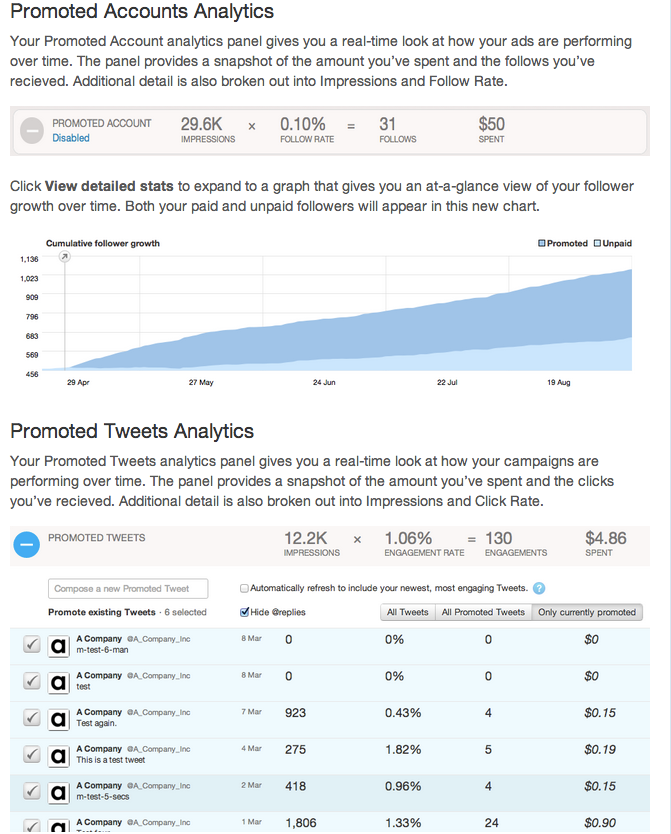 Promoted Accounts Analytics
Your Promoted Account analytics panel gives you a real-time look at how your ads are performing
over time. The panel provides a snapshot of the amount you've spent and the follows you've
recieved. Additional detail is also broken out into Impressions and Follow Rate.
PROMOTED ACCOUNT 29.6K × 0.10% = 31 $50
Disabled IMPRESSIONS FOLLOW RATE FOLLOWS SPENT
Click View detailed stats to expand to a graph that gives you an at-a-glance view of your follower
growth over time. Both your paid and unpaid followers will appear in this new chart.
Cumulative follower growth Promoted Unpaid
1,136
1,023
909
796
683
569
456
29 Apr 27 May 24 Jun 22 Jul 19 Aug
Promoted Tweets Analytics
Your Promoted Tweets analytics panel gives you a real-time look at how your campaigns are
performing over time. The panel provides a snapshot of the amount you've spent and the clicks
you've recieved. Additional detail is also broken out into Impressions and Click Rate.
PROMOTED TWEETS 12.2K × 1.06% = 130 $4.86
IMPRESSIONS ENGAGEMENT RATE ENGAGEMENTS SPENT
Compose a new Promoted Tweet Automatically refresh to include your newest, most engaging Tweets. ?
Promote existing Tweets · 6 selected Hide @replies All Tweets All Promoted Tweets Only currently promoted
a A Company @A_Company_Inc 8 Mar 0 0% 0 $0
m-test-6-man
a A Company @A_Company_Inc 8 Mar 0 0% 0 $0
test
a A Company @A_Company_Inc 7 Mar 923 0.43% 4 $0.15
Test again.
a A Company @A_Company_Inc 4 Mar 275 1.82% 5 $0.19
This is a test tweet
a A Company @A_Company_Inc 2 Mar 418 0.96% 4 $0.15
m-test-5-secs
a A Company @A_Company_Inc 1 Mar 1,806 1.33% 24 $0.90